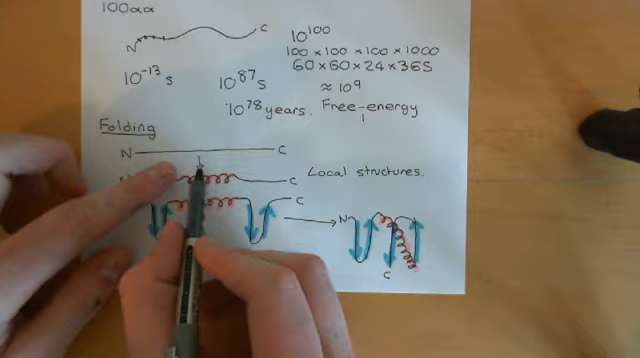 100aa
N C
10^100
100 x 100 x 100 x 1000
60 x 60 x 24 x 365
10^-13 s 10^87 s
≈ 10^9
10^78 years. Free-energy
Folding
N C
N C Local structures.
C
N
C